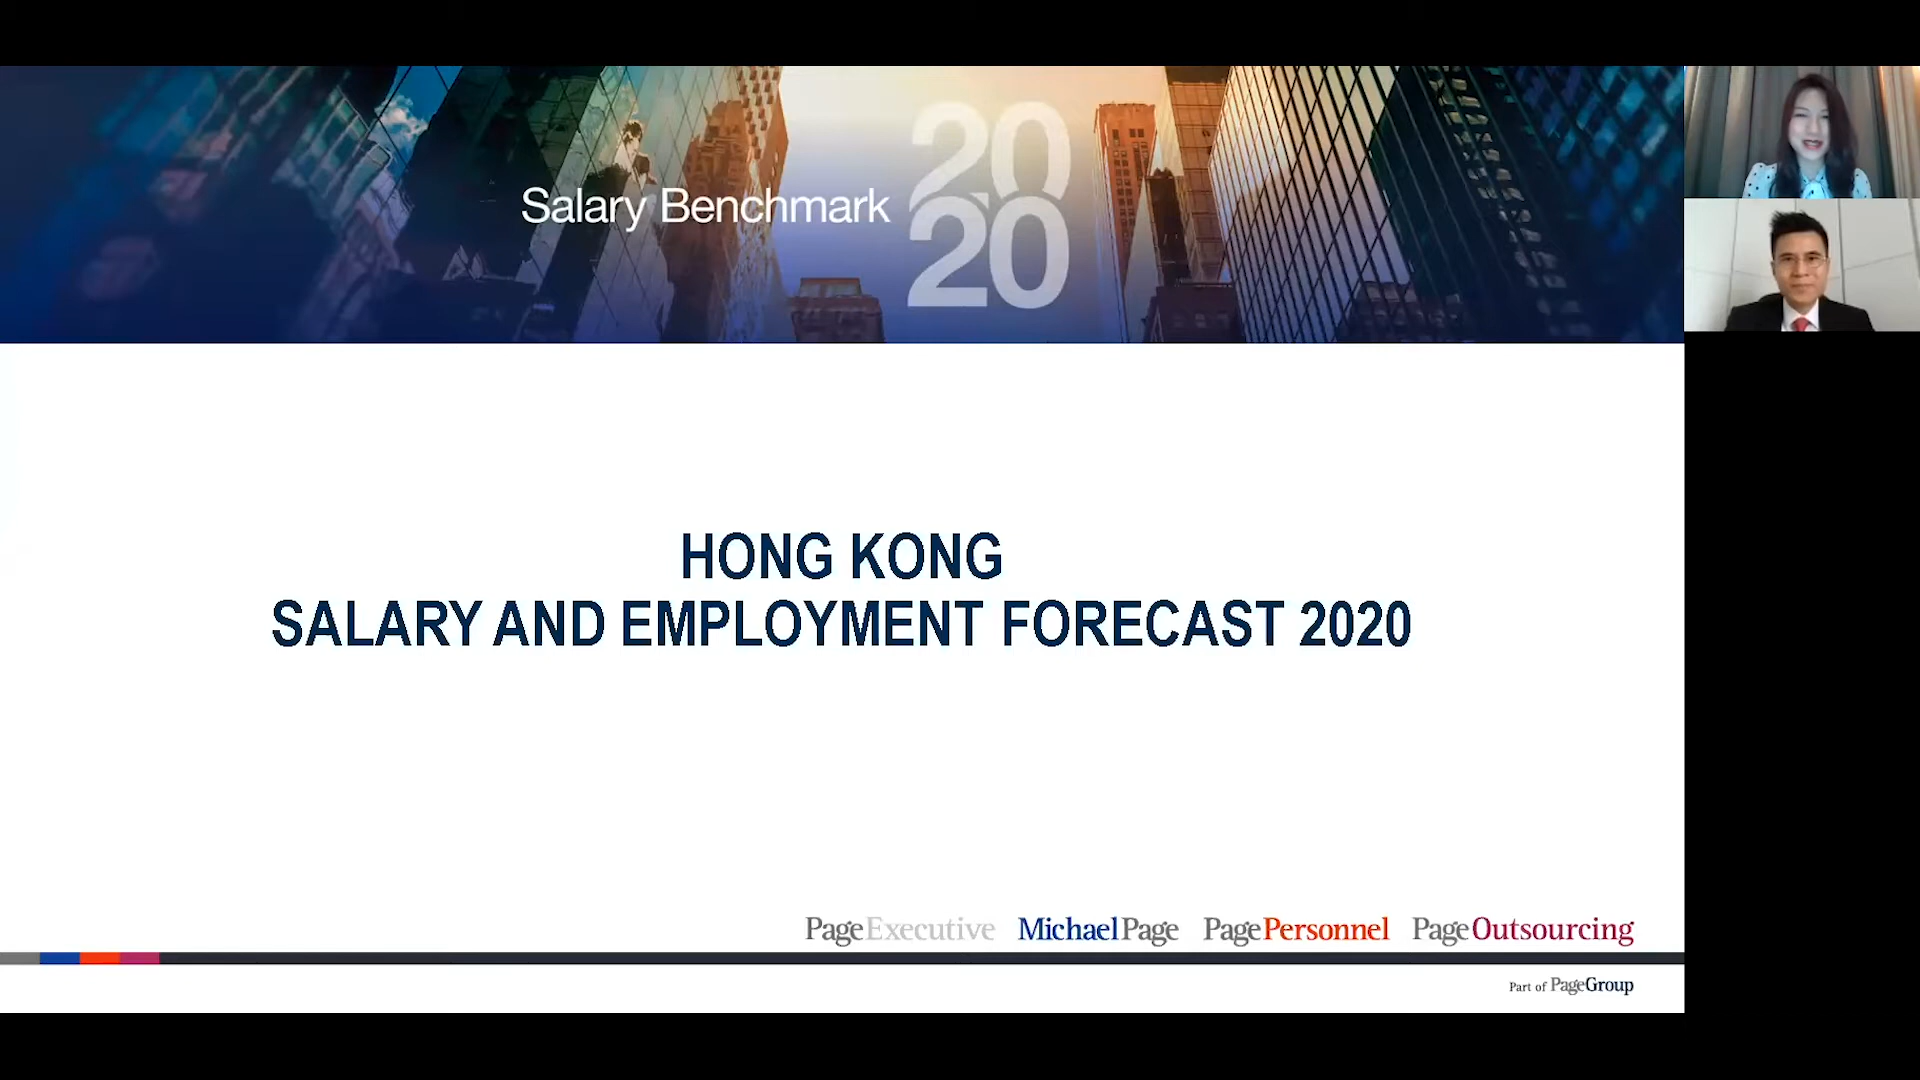 Salary Benchmark
20
20
HONG KONG
SALARY AND EMPLOYMENT FORECAST 2020
PageExecutive MichaelPage PagePersonnel PageOutsourcing
Part of PageGroup